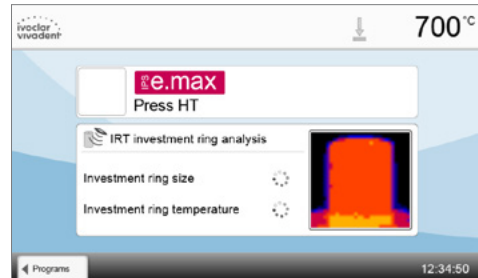 ivoclar
vivadent
700 °C
IPS e.max
Press HT
IRT investment ring analysis
Investment ring size
Investment ring temperature
Programs
12:34:50